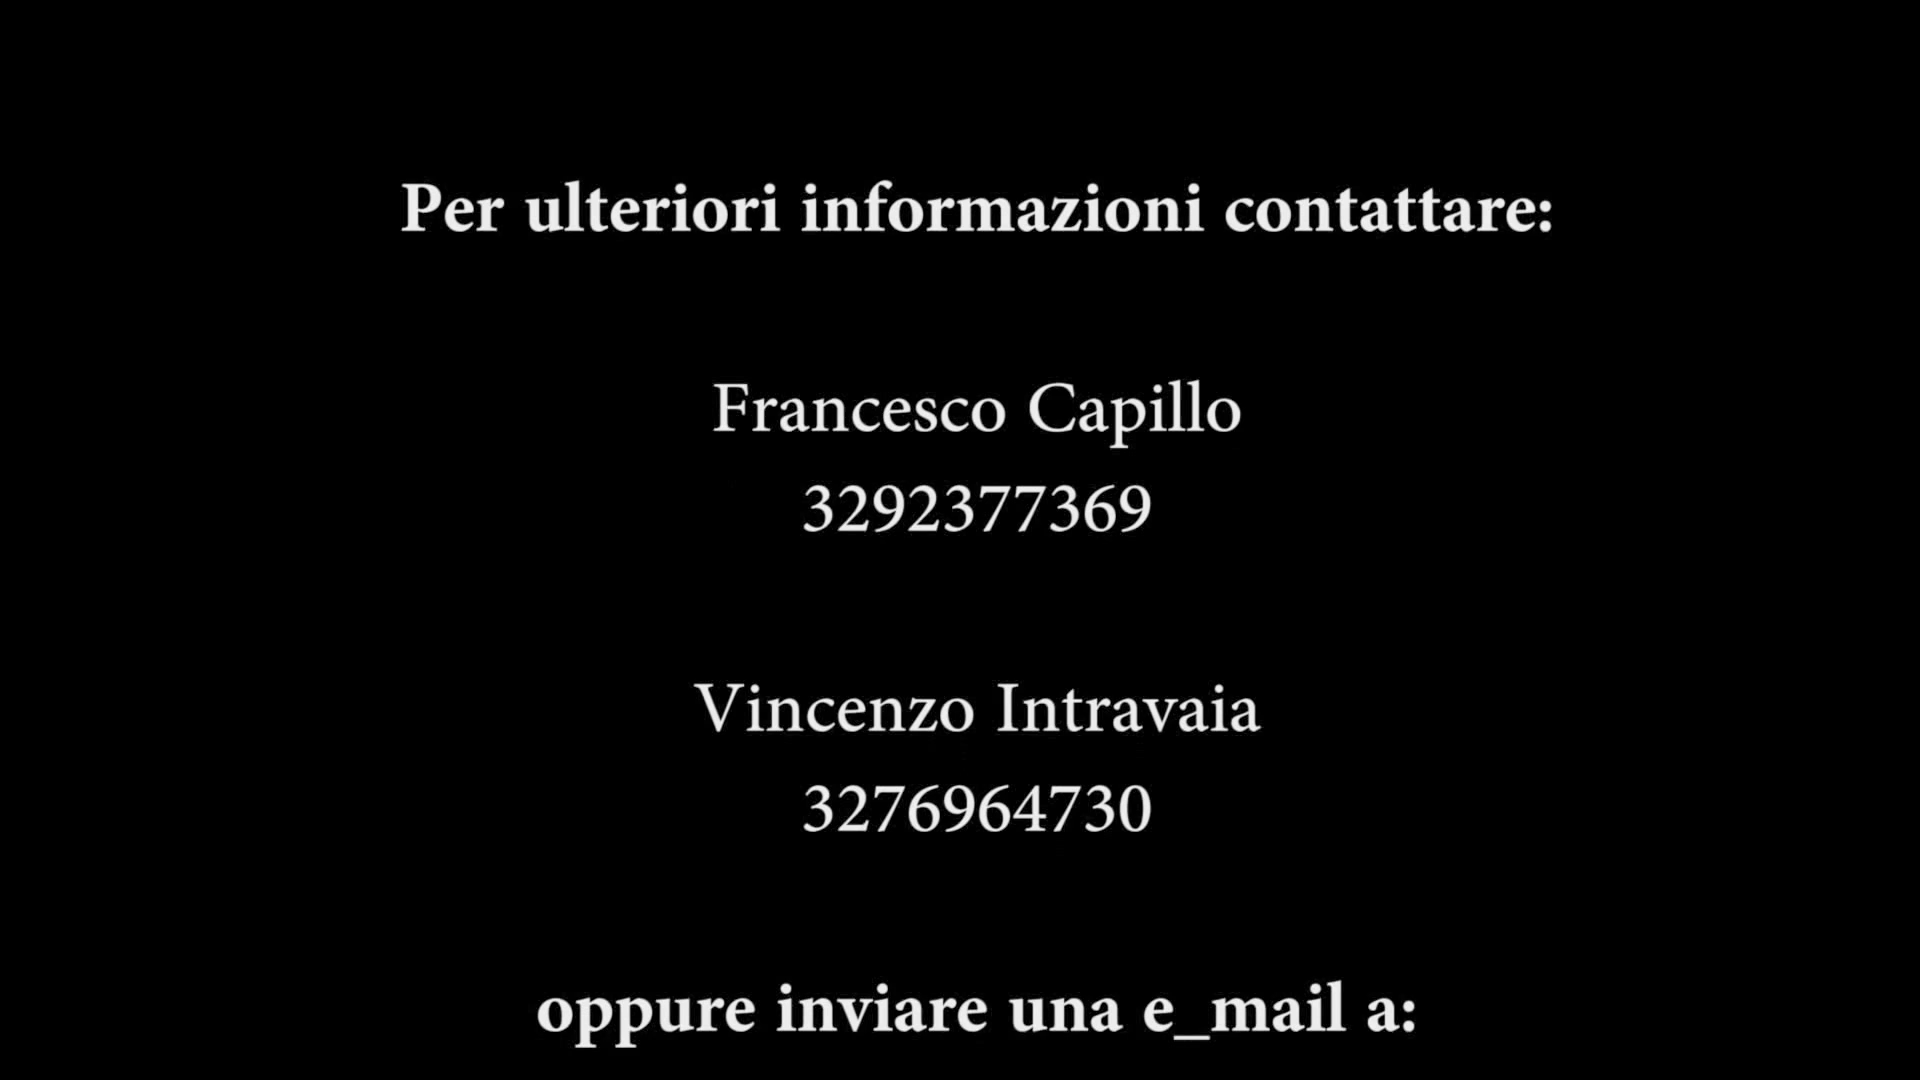 Per ulteriori informazioni contattare:
Francesco Capillo
3292377369
Vincenzo Intravaia
3276964730
oppure inviare una e_mail a: